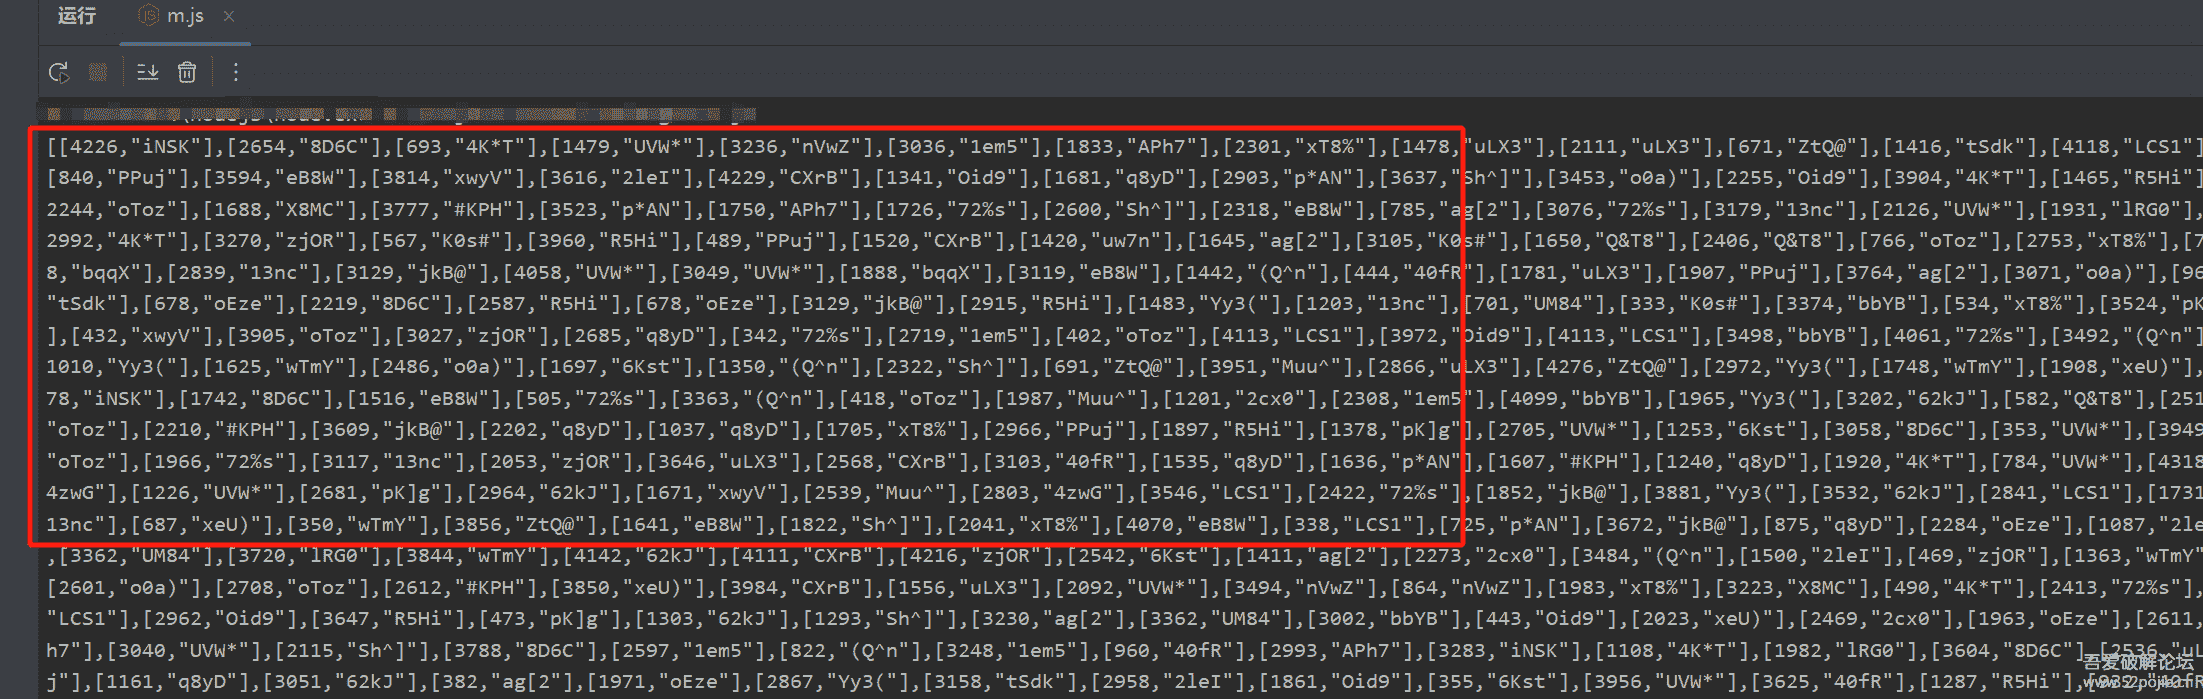 运行 m.js ×
[[4226,"iNSK"],[2654,"8D6C"],[693,"4K*T"],[1479,"UVW*"],[3236,"nVwZ"],[3036,"1em5"],[1833,"APh7"],[2301,"xT8%"],[1478,"uLX3"],[2111,"uLX3"],[671,"ZtQ@"],[1416,"tSdk"],[4118,"LCS1"]
[840,"PPuj"],[3594,"eB8W"],[3814,"xwyV"],[3616,"2leI"],[4229,"CXrB"],[1341,"Oid9"],[1681,"q8yD"],[2903,"p*AN"],[3637,"Sh^]"],[3453,"o0a)"],[2255,"Oid9"],[3904,"4K*T"],[1465,"R5Hi"
2244,"oToz"],[1688,"X8MC"],[3777,"#KPH"],[3523,"p*AN"],[1750,"APh7"],[1726,"72%s"],[2600,"Sh^]"],[2318,"eB8W"],[785,"ag[2"],[3076,"72%s"],[3179,"13nc"],[2126,"UVW*"],[1931,"lRG0"],
2992,"4K*T"],[3270,"zjOR"],[567,"K0s#"],[3960,"R5Hi"],[489,"PPuj"],[1520,"CXrB"],[1420,"uw7n"],[1645,"ag[2"],[3105,"K0s#"],[1650,"Q&T8"],[2406,"Q&T8"],[766,"oToz"],[2753,"xT8%"],[7
8,"bqqX"],[2839,"13nc"],[3129,"jkB@"],[4058,"UVW*"],[3049,"UVW*"],[1888,"bqqX"],[3119,"eB8W"],[1442,"(Q^n"],[444,"40fR"],[1781,"uLX3"],[1907,"PPuj"],[3764,"ag[2"],[3071,"o0a)"],[96
"tSdk"],[678,"oEze"],[2219,"8D6C"],[2587,"R5Hi"],[678,"oEze"],[3129,"jkB@"],[2915,"R5Hi"],[1483,"Yy3("],[1203,"13nc"],[701,"UM84"],[333,"K0s#"],[3374,"bbYB"],[534,"xT8%"],[3524,"pK
],[432,"xwyV"],[3905,"oToz"],[3027,"zjOR"],[2685,"q8yD"],[342,"72%s"],[2719,"1em5"],[402,"oToz"],[4113,"LCS1"],[3972,"Oid9"],[4113,"LCS1"],[3498,"bbYB"],[4061,"72%s"],[3492,"(Q^n"]
1010,"Yy3("],[1625,"wTmY"],[2486,"o0a)"],[1697,"6Kst"],[1350,"(Q^n"],[2322,"Sh^]"],[691,"ZtQ@"],[3951,"Muu^"],[2866,"uLX3"],[4276,"ZtQ@"],[2972,"Yy3("],[1748,"wTmY"],[1908,"xeU)"],
78,"iNSK"],[1742,"8D6C"],[1516,"eB8W"],[505,"72%s"],[3363,"(Q^n"],[418,"oToz"],[1987,"Muu^"],[1201,"2cx0"],[2308,"1em5"],[4099,"bbYB"],[1965,"Yy3("],[3202,"62kJ"],[582,"Q&T8"],[251
"oToz"],[2210,"#KPH"],[3609,"jkB@"],[2202,"q8yD"],[1037,"q8yD"],[1705,"xT8%"],[2966,"PPuj"],[1897,"R5Hi"],[1378,"pK]g"],[2705,"UVW*"],[1253,"6Kst"],[3058,"8D6C"],[353,"UVW*"],[3949
"oToz"],[1966,"72%s"],[3117,"13nc"],[2053,"zjOR"],[3646,"uLX3"],[2568,"CXrB"],[3103,"40fR"],[1535,"q8yD"],[1636,"p*AN"],[1607,"#KPH"],[1240,"q8yD"],[1920,"4K*T"],[784,"UVW*"],[4318
4zwG"],[1226,"UVW*"],[2681,"pK]g"],[2964,"62kJ"],[1671,"xwyV"],[2539,"Muu^"],[2803,"4zwG"],[3546,"LCS1"],[2422,"72%s"],[1852,"jkB@"],[3881,"Yy3("],[3532,"62kJ"],[2841,"LCS1"],[1731
13nc"],[687,"xeU)"],[350,"wTmY"],[3856,"ZtQ@"],[1641,"eB8W"],[1822,"Sh^]"],[2041,"xT8%"],[4070,"eB8W"],[338,"LCS1"],[725,"p*AN"],[3672,"jkB@"],[875,"q8yD"],[2284,"oEze"],[1087,"2le
,[3362,"UM84"],[3720,"lRG0"],[3844,"wTmY"],[4142,"62kJ"],[4111,"CXrB"],[4216,"zjOR"],[2542,"6Kst"],[1411,"ag[2"],[2273,"2cx0"],[3484,"(Q^n"],[1500,"2leI"],[469,"zjOR"],[1363,"wTmY"
[2601,"o0a)"],[2708,"oToz"],[2612,"#KPH"],[3850,"xeU)"],[3984,"CXrB"],[1556,"uLX3"],[2092,"UVW*"],[3494,"nVwZ"],[864,"nVwZ"],[1983,"xT8%"],[3223,"X8MC"],[490,"4K*T"],[2413,"72%s"],
"LCS1"],[2962,"Oid9"],[3647,"R5Hi"],[473,"pK]g"],[1303,"62kJ"],[1293,"Sh^]"],[3230,"ag[2"],[3362,"UM84"],[3002,"bbYB"],[443,"Oid9"],[2023,"xeU)"],[2469,"2cx0"],[1963,"oEze"],[2611,
h7"],[3040,"UVW*"],[2115,"Sh^]"],[3788,"8D6C"],[2597,"1em5"],[822,"(Q^n"],[3248,"1em5"],[960,"40fR"],[2993,"APh7"],[3283,"iNSK"],[1108,"4K*T"],[1982,"lRG0"],[3604,"8D6C"],[2536,"uL
j"],[1161,"q8yD"],[3051,"62kJ"],[382,"ag[2"],[1971,"oEze"],[2867,"Yy3("],[3158,"tSdk"],[2958,"2leI"],[1861,"Oid9"],[355,"6Kst"],[3956,"UVW*"],[3625,"40fR"],[1287,"R5Hi"]
吾爱破解论坛
www.52pojie.cn